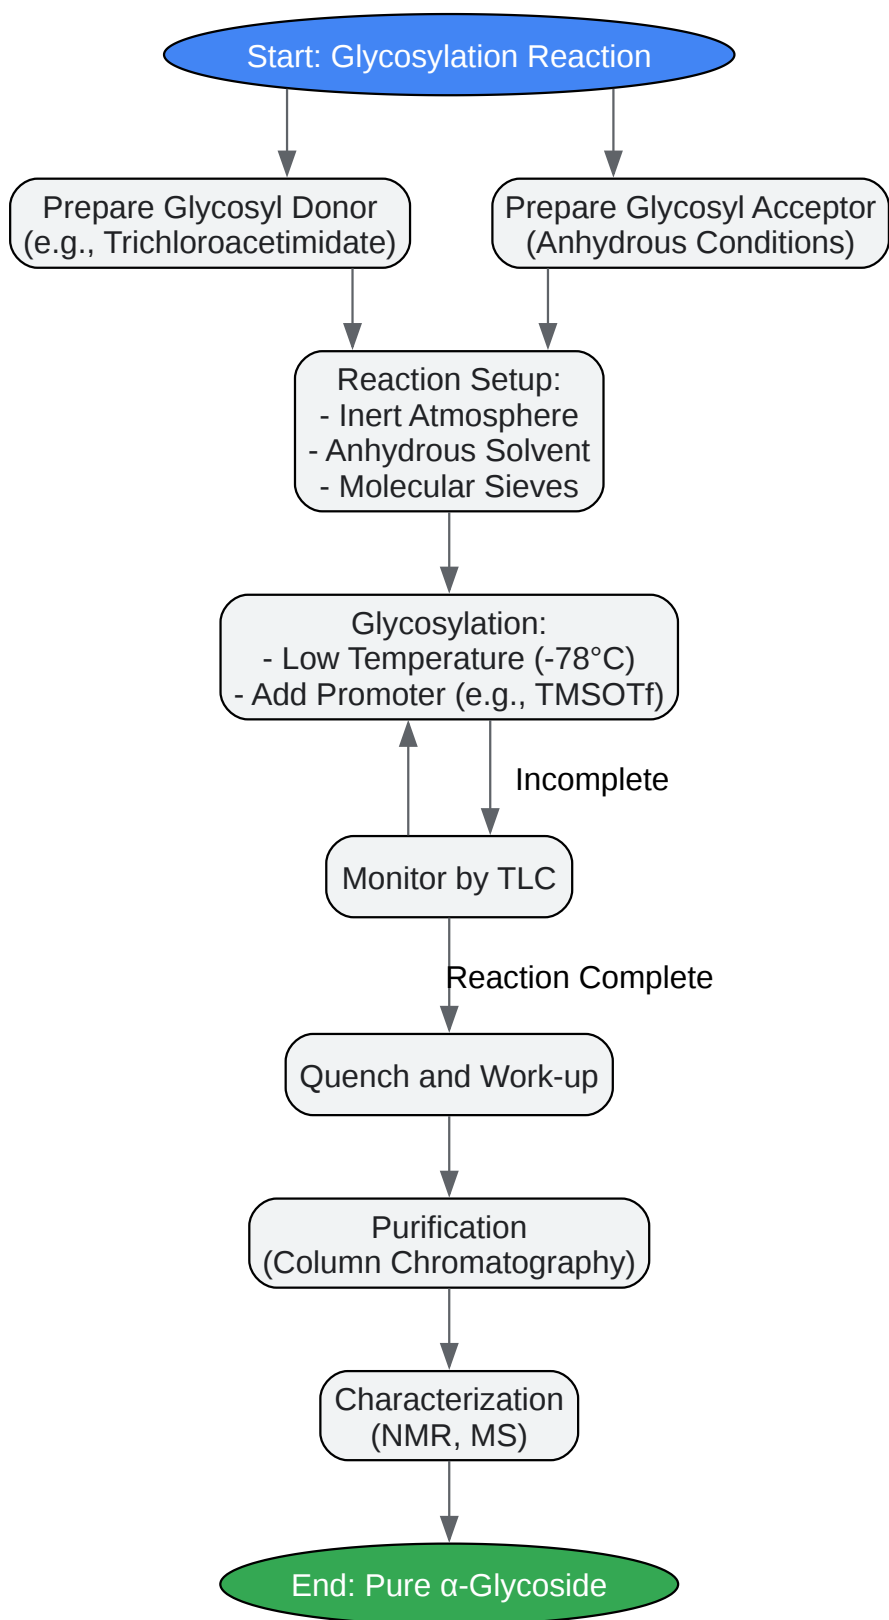 Start: Glycosylation Reaction
Prepare Glycosyl Donor
(e.g., Trichloroacetimidate)
Prepare Glycosyl Acceptor
(Anhydrous Conditions)
Reaction Setup:
- Inert Atmosphere
- Anhydrous Solvent
- Molecular Sieves
Glycosylation:
- Low Temperature (-78°C)
- Add Promoter (e.g., TMSOTf)
Incomplete
Monitor by TLC
Reaction Complete
Quench and Work-up
Purification
(Column Chromatography)
Characterization
(NMR, MS)
End: Pure α-Glycoside